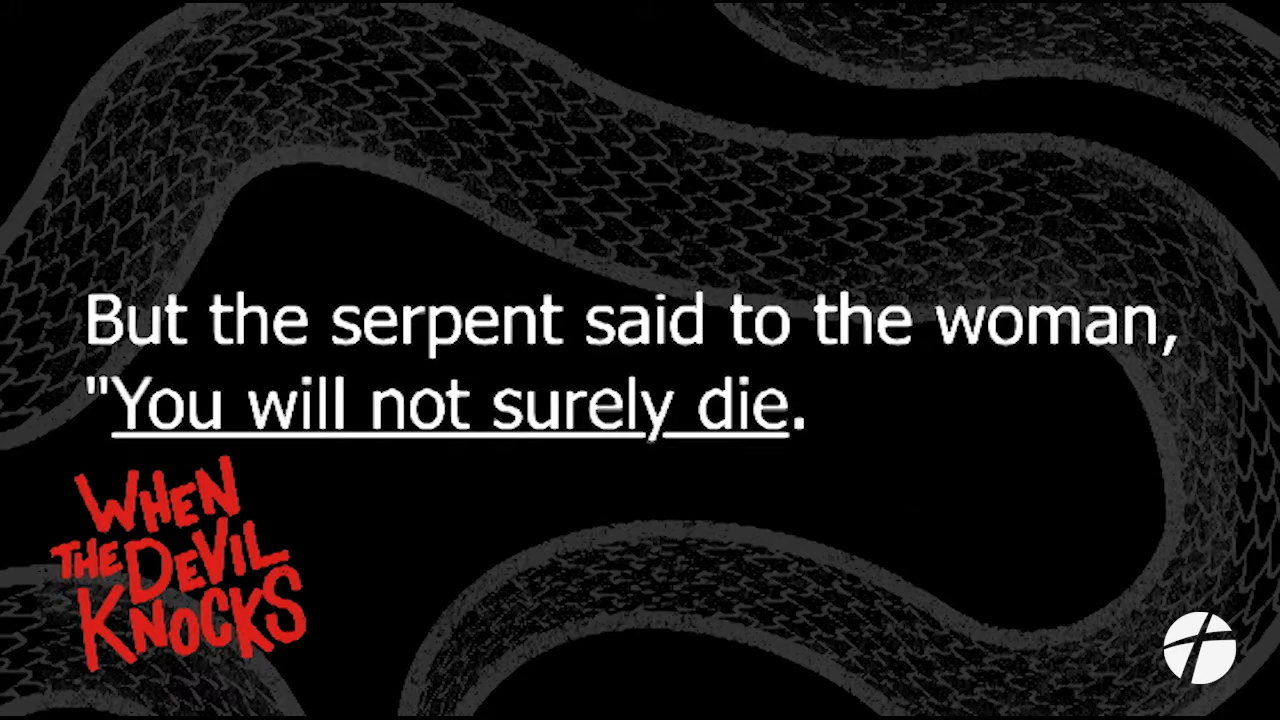 But the serpent said to the woman,
"You will not surely die.
WHEN
THE DEVIL
KNOCKS